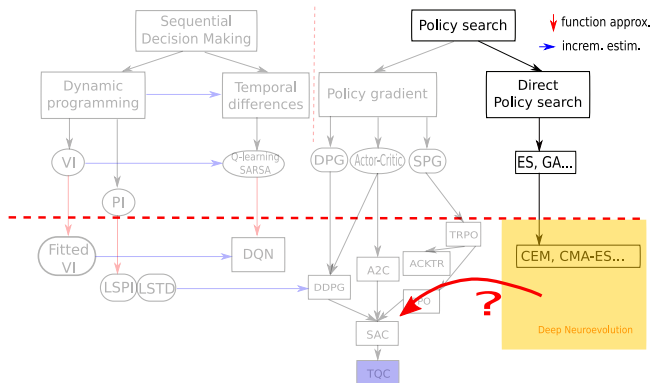 Sequential
Decision Making
Policy search
function approx.
increm. estim.
Dynamic
programming
Temporal
differences
Policy gradient
Direct
Policy search
VI
Q-learning
SARSA
DPG
Actor-Critic
SPG
ES, GA...
PI
TRPO
Fitted
VI
DQN
A2C
ACKTR
CEM, CMA-ES...
LSPI
LSTD
DDPG
?
SAC
Deep Neuroevolution
TQC